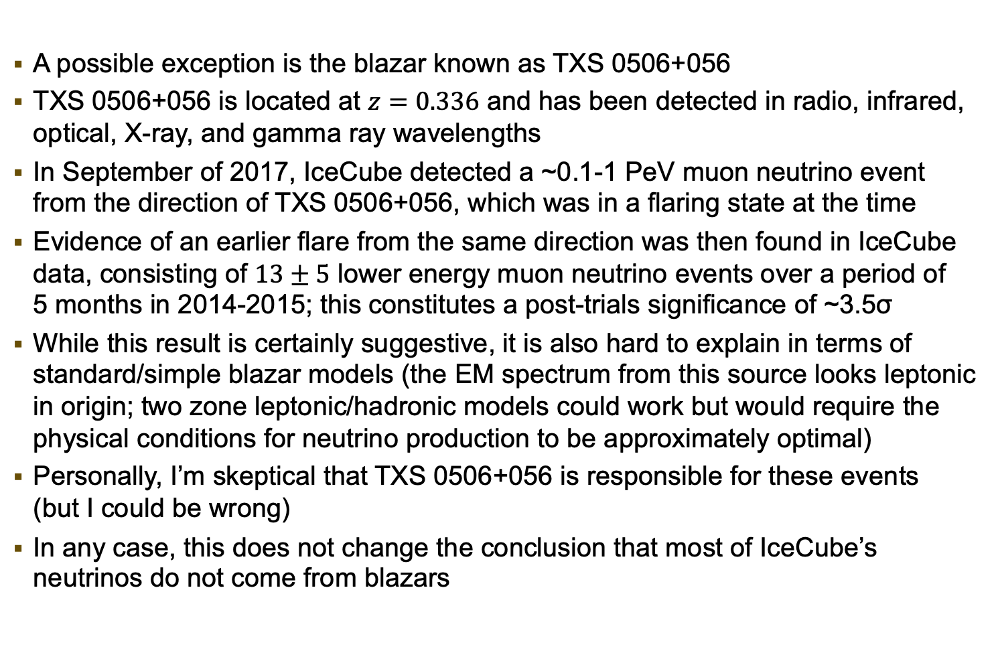 ▪ A possible exception is the blazar known as TXS 0506+056
▪ TXS 0506+056 is located at z = 0.336 and has been detected in radio, infrared,
optical, X-ray, and gamma ray wavelengths
▪ In September of 2017, IceCube detected a ~0.1-1 PeV muon neutrino event
from the direction of TXS 0506+056, which was in a flaring state at the time
▪ Evidence of an earlier flare from the same direction was then found in IceCube
data, consisting of 13 ± 5 lower energy muon neutrino events over a period of
5 months in 2014-2015; this constitutes a post-trials significance of ~3.5σ
▪ While this result is certainly suggestive, it is also hard to explain in terms of
standard/simple blazar models (the EM spectrum from this source looks leptonic
in origin; two zone leptonic/hadronic models could work but would require the
physical conditions for neutrino production to be approximately optimal)
▪ Personally, I’m skeptical that TXS 0506+056 is responsible for these events
(but I could be wrong)
▪ In any case, this does not change the conclusion that most of IceCube’s
neutrinos do not come from blazars